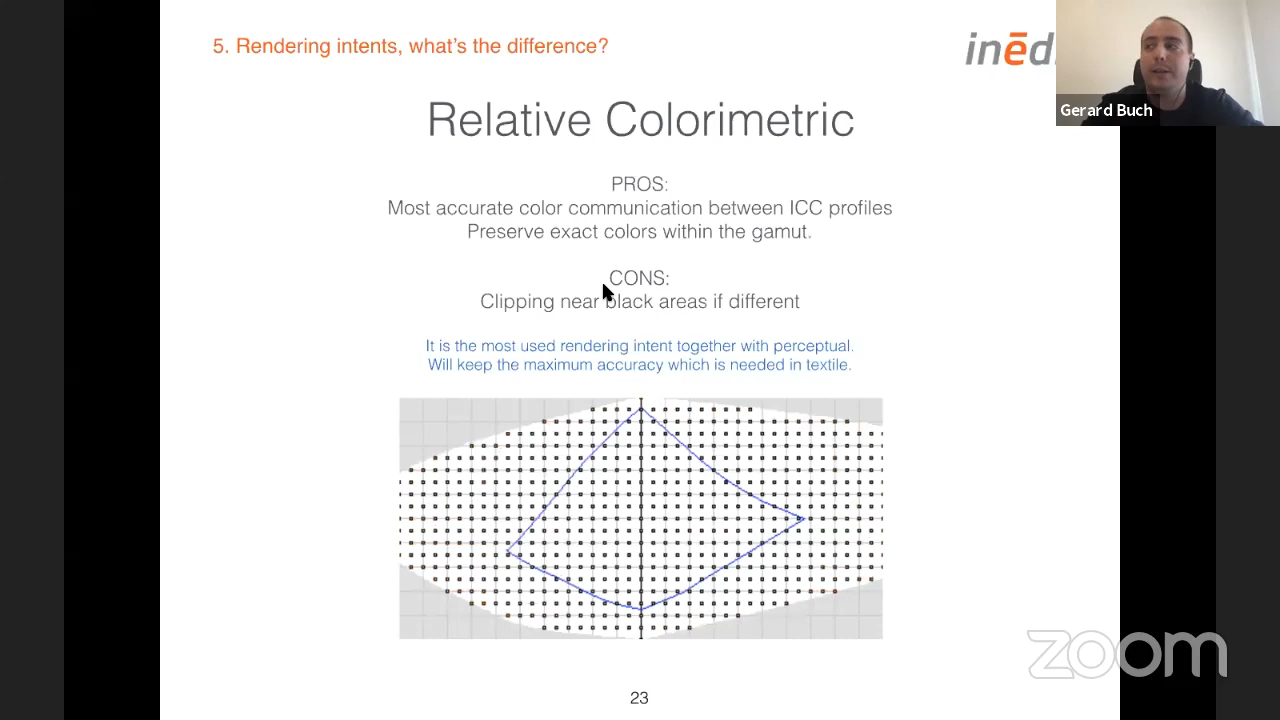 5. Rendering intents, what's the difference?
inēd
Gerard Buch
Relative Colorimetric
PROS:
Most accurate color communication between ICC profiles
Preserve exact colors within the gamut.
CONS:
Clipping near black areas if different
It is the most used rendering intent together with perceptual.
Will keep the maximum accuracy which is needed in textile.
zoom
23